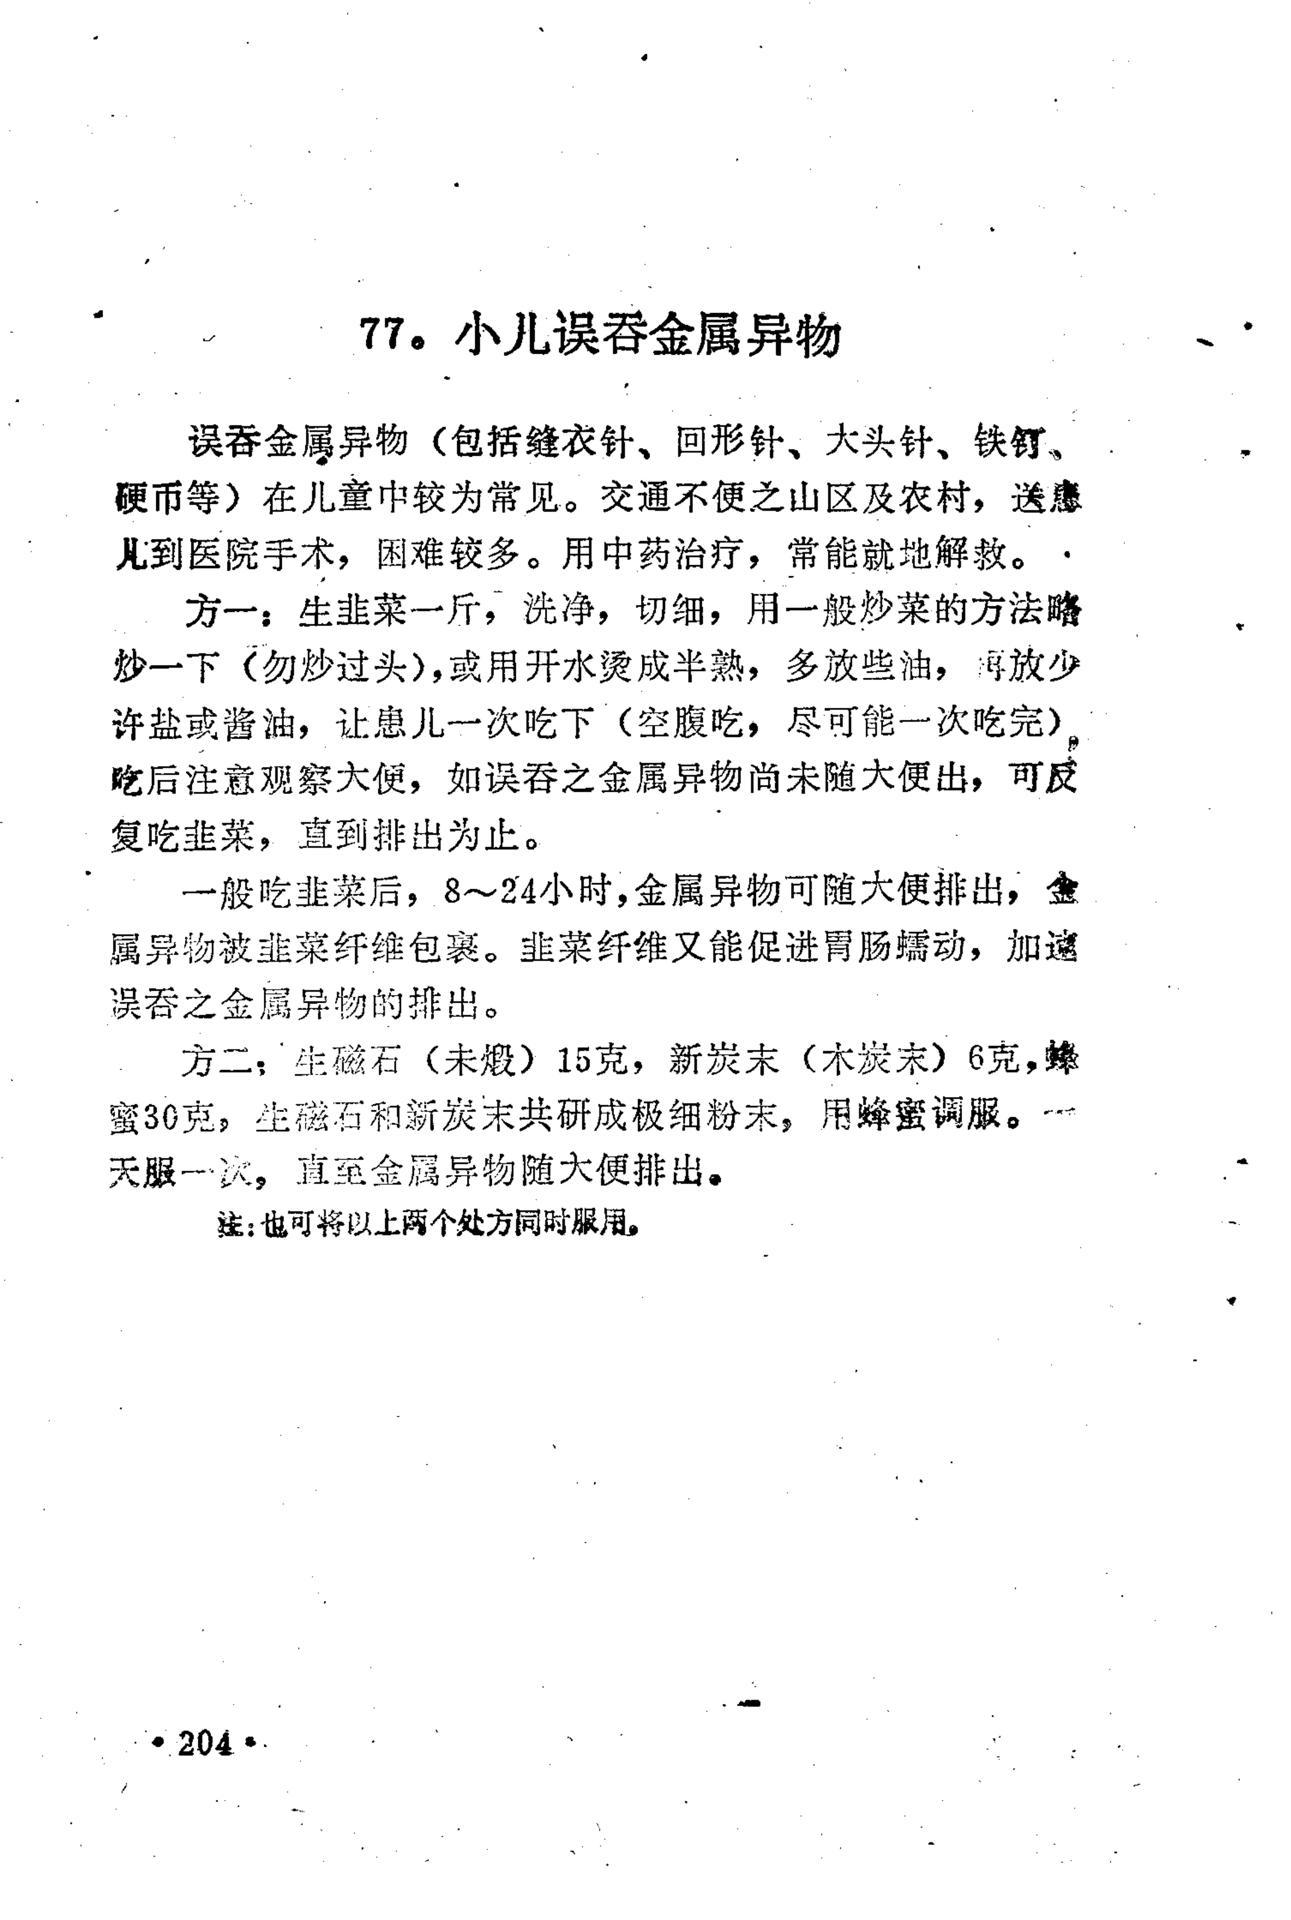 77。小儿误吞金属异物
误吞金属异物（包括缝衣针、回形针、大头针、铁钉、
硬币等）在儿童中较为常见。交通不便之山区及农村，送患
儿到医院手术，困难较多。用中药治疗，常能就地解救。
方一：生韭菜一斤，洗净，切细，用一般炒菜的方法略
炒一下（勿炒过头），或用开水烫成半熟，多放些油，再放少
许盐或酱油，让患儿一次吃下（空腹吃，尽可能一次吃完）。
吃后注意观察大便，如误吞之金属异物尚未随大便出，可反
复吃韭菜，直到排出为止。
一般吃韭菜后，8～24小时，金属异物可随大便排出，金
属异物被韭菜纤维包裹。韭菜纤维又能促进胃肠蠕动，加速
误吞之金属异物的排出。
方二：生磁石（未煅）15克，新炭末（木炭末）6克，蜂
蜜30克，生磁石和新炭末共研成极细粉末，用蜂蜜调服。一
天服一次，直至金属异物随大便排出。
注：也可将以上两个处方同时服用。
•204•